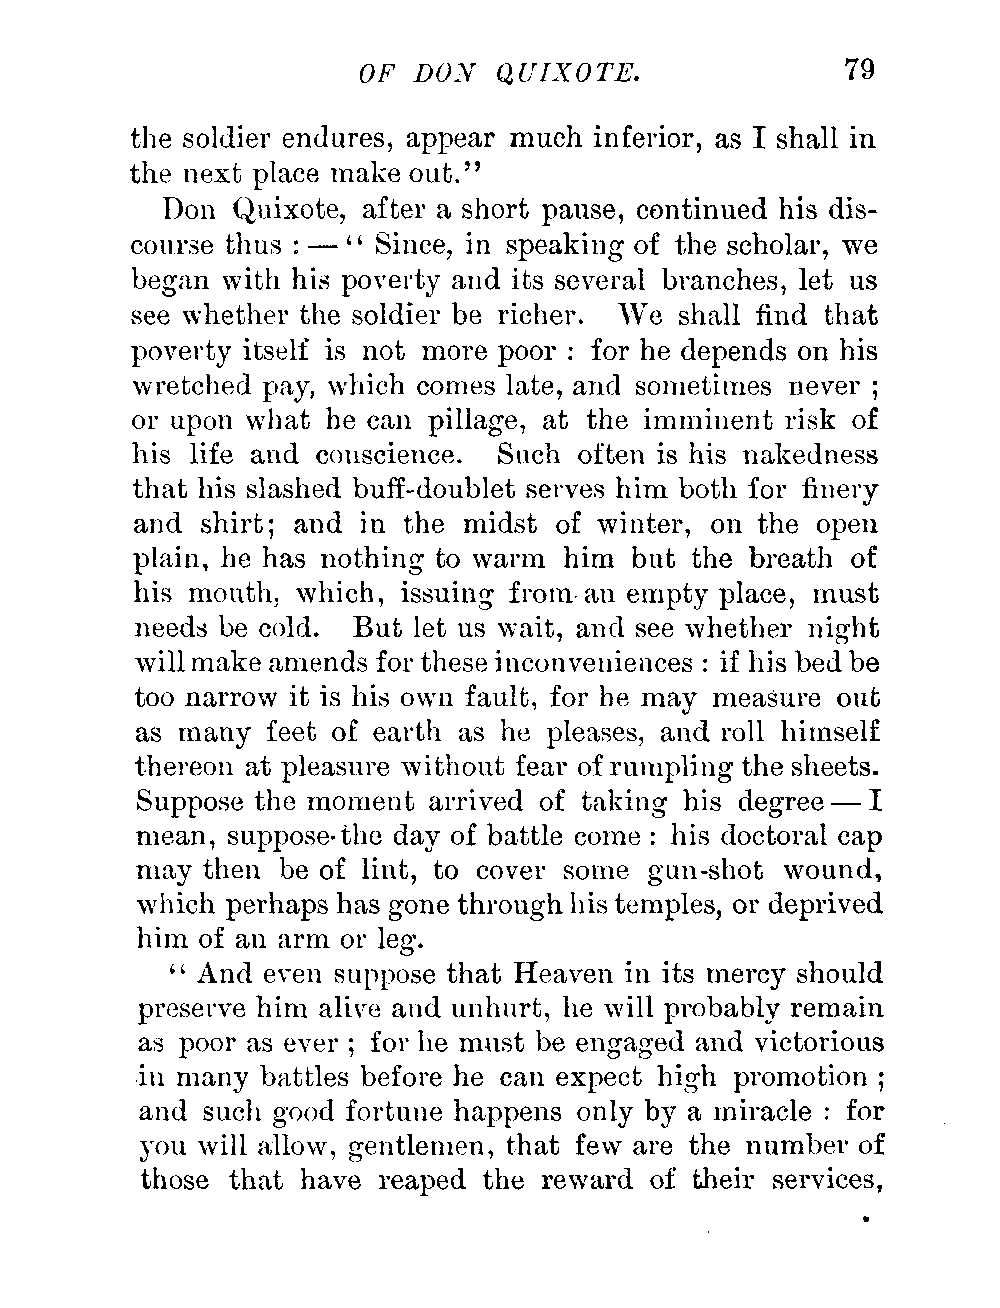 OF DON QUIXOTE. 79
the soldier endures, appear much inferior, as I shall in
the next place make out.”
Don Quixote, after a short pause, continued his dis-
course thus : — “ Since, in speaking of the scholar, we
began with his poverty and its several branches, let us
see whether the soldier be richer. We shall find that
poverty itself is not more poor : for he depends on his
wretched pay, which comes late, and sometimes never ;
or upon what he can pillage, at the imminent risk of
his life and conscience. Such often is his nakedness
that his slashed buff-doublet serves him both for finery
and shirt; and in the midst of winter, on the open
plain, he has nothing to warm him but the breath of
his mouth, which, issuing from an empty place, must
needs be cold. But let us wait, and see whether night
will make amends for these inconveniences : if his bed be
too narrow it is his own fault, for he may measure out
as many feet of earth as he pleases, and roll himself
thereon at pleasure without fear of rumpling the sheets.
Suppose the moment arrived of taking his degree — I
mean, suppose the day of battle come : his doctoral cap
may then be of lint, to cover some gun-shot wound,
which perhaps has gone through his temples, or deprived
him of an arm or leg.
“ And even suppose that Heaven in its mercy should
preserve him alive and unhurt, he will probably remain
as poor as ever ; for he must be engaged and victorious
in many battles before he can expect high promotion ;
and such good fortune happens only by a miracle : for
you will allow, gentlemen, that few are the number of
those that have reaped the reward of their services,